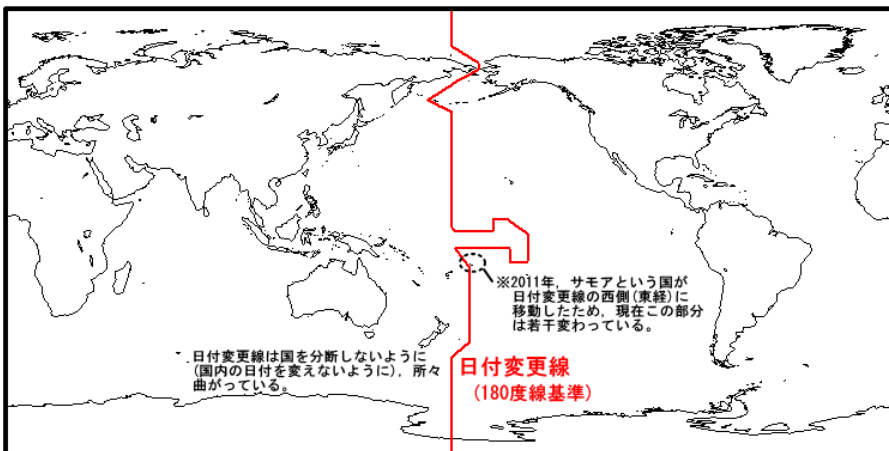 ※2011年，サモアという国が
日付変更線の西側(東経)に
移動したため，現在この部分
は若干変わっている。
日付変更線は国を分断しないように
(国内の日付を変えないように)，所々
曲がっている。
日付変更線
(180度線基準)